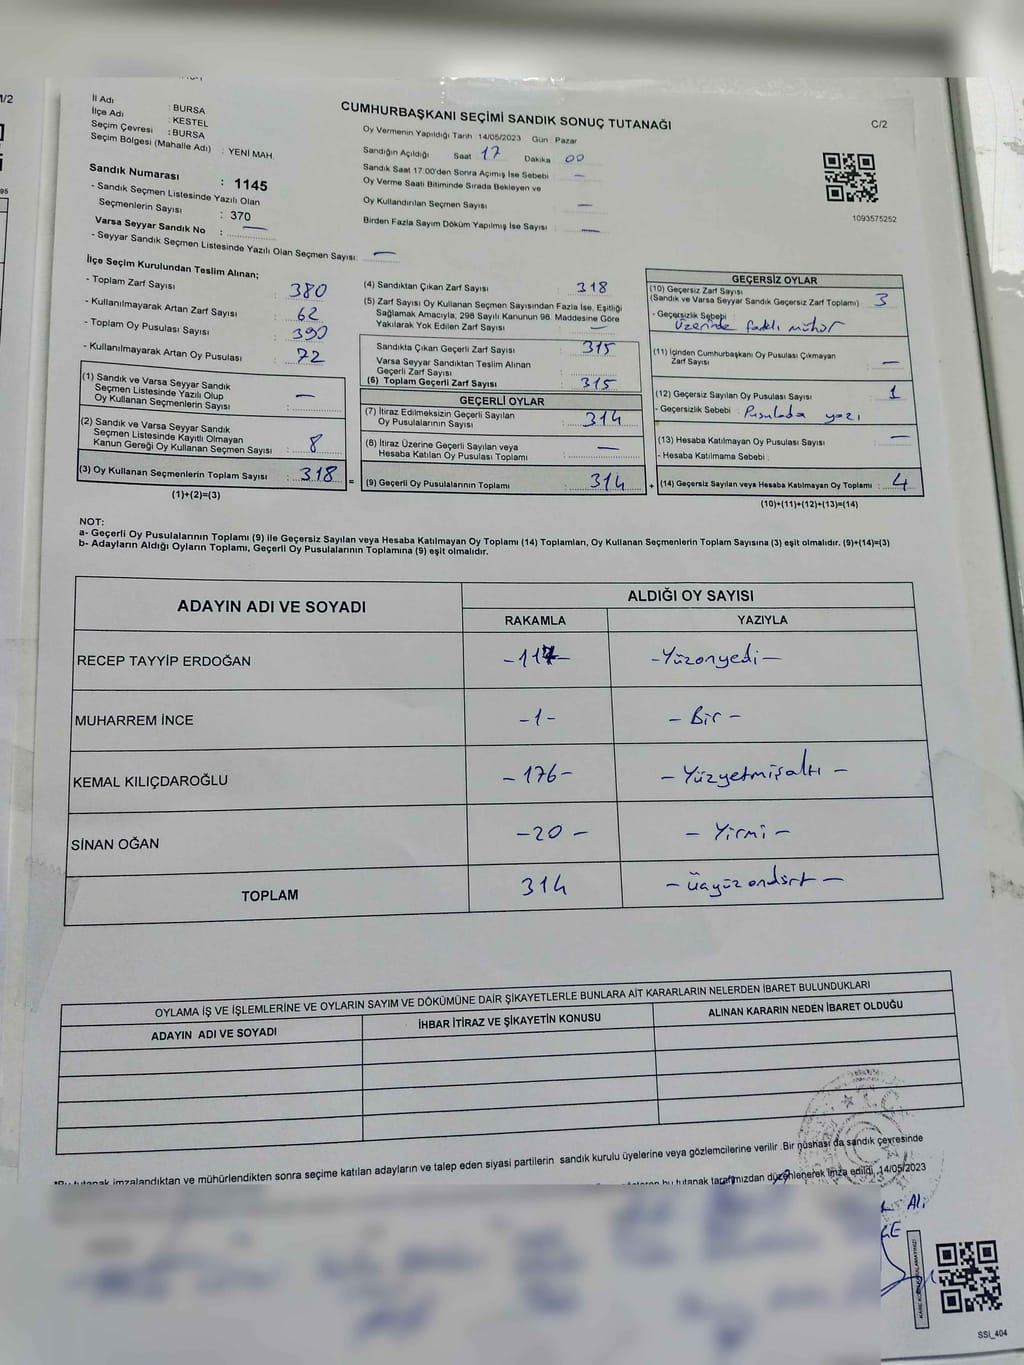 İl Adı : BURSA
İlçe Adı : KESTEL
Seçim Çevresi : BURSA
Seçim Bölgesi (Mahalle Adı) : YENİ MAH.
CUMHURBAŞKANI SEÇİMİ SANDIK SONUÇ TUTANAĞI
C/2
Oy Vermenin Yapıldığı Tarih 14/05/2023 Gün : Pazar
Sandığın Açıldığı Saat 17 Dakika 00
Sandık Saat 17.00'den Sonra Açımış İse Sebebi —
Oy Verme Saati Bitiminde Sırada Bekleyen ve
Oy Kullandırılan Seçmen Sayısı —
Birden Fazla Sayım Döküm Yapılmış İse Sayısı —
1093575252
Sandık Numarası : 1145
- Sandık Seçmen Listesinde Yazılı Olan
Seçmenlerin Sayısı : 370
Varsa Seyyar Sandık No : —
- Seyyar Sandık Seçmen Listesinde Yazılı Olan Seçmen Sayısı: —
İlçe Seçim Kurulundan Teslim Alınan;
- Toplam Zarf Sayısı : 380
- Kullanılmayarak Artan Zarf Sayısı : 62
- Toplam Oy Pusulası Sayısı : 390
- Kullanılmayarak Artan Oy Pusulası : 72
(1) Sandık ve Varsa Seyyar Sandık
Seçmen Listesinde Yazılı Olup
Oy Kullanan Seçmenlerin Sayısı : —
(2) Sandık ve Varsa Seyyar Sandık
Seçmen Listesinde Kayıtlı Olmayan
Kanun Gereği Oy Kullanan Seçmen Sayısı : 8
(3) Oy Kullanan Seçmenlerin Toplam Sayısı : 318 =
(1)+(2)=(3)
(4) Sandıktan Çıkan Zarf Sayısı : 318
(5) Zarf Sayısı Oy Kullanan Seçmen Sayısından Fazla İse, Eşitliği
Sağlamak Amacıyla, 298 Sayılı Kanunun 98. Maddesine Göre
Yakılarak Yok Edilen Zarf Sayısı : —
Sandıkta Çıkan Geçerli Zarf Sayısı : 315
Varsa Seyyar Sandıktan Teslim Alınan
Geçerli Zarf Sayısı
(6) Toplam Geçerli Zarf Sayısı : 315
GEÇERLİ OYLAR
(7) İtiraz Edilmeksizin Geçerli Sayılan
Oy Pusulalarının Sayısı : 314
(8) İtiraz Üzerine Geçerli Sayılan veya
Hesaba Katılan Oy Pusulası Toplamı : —
(9) Geçerli Oy Pusulalarının Toplamı : 314 +
GEÇERSİZ OYLAR
(10) Geçersiz Zarf Sayısı
(Sandık ve Varsa Seyyar Sandık Geçersiz Zarf Toplamı) : 3
- Geçersizlik Sebebi :
Üzerinde farklı mühür
(11) İçinden Cumhurbaşkanı Oy Pusulası Çıkmayan
Zarf Sayısı : —
(12) Geçersiz Sayılan Oy Pusulası Sayısı : 1
- Geçersizlik Sebebi : Pusulada yazı
(13) Hesaba Katılmayan Oy Pusulası Sayısı : —
- Hesaba Katılmama Sebebi :
(14) Geçersiz Sayılan veya Hesaba Katılmayan Oy Toplamı : 4
(10)+(11)+(12)+(13)=(14)
NOT:
a- Geçerli Oy Pusulalarının Toplamı (9) ile Geçersiz Sayılan veya Hesaba Katılmayan Oy Toplamı (14) Toplamları, Oy Kullanan Seçmenlerin Toplam Sayısına (3) eşit olmalıdır. (9)+(14)=(3)
b- Adayların Aldığı Oyların Toplamı, Geçerli Oy Pusulalarının Toplamına (9) eşit olmalıdır.
ADAYIN ADI VE SOYADI
ALDIĞI OY SAYISI
RAKAMLA YAZIYLA
RECEP TAYYİP ERDOĞAN -117- -Yüzonyedi-
MUHARREM İNCE -1- -Bir-
KEMAL KILIÇDAROĞLU -176- -Yüzyetmişaltı-
SİNAN OĞAN -20- -Yirmi-
TOPLAM 314 -Üçyüzondört-
OYLAMA İŞ VE İŞLEMLERİNE VE OYLARIN SAYIM VE DÖKÜMÜNE DAİR ŞİKAYETLERLE BUNLARA AİT KARARLARIN NELERDEN İBARET BULUNDUKLARI
ADAYIN ADI VE SOYADI İHBAR İTİRAZ VE ŞİKAYETİN KONUSU ALINAN KARARIN NEDEN İBARET OLDUĞU
*Bu tutanak imzalandıktan ve mühürlendikten sonra seçime katılan adayların ve talep eden siyasi partilerin sandık kurulu üyelerine veya gözlemcilerine verilir. Bir nüshası da sandık çevresinde
bu tutanak tarafımızdan düzenlenerek imza edildi. 14/05/2023
T.C.
Ali
SSİ_404